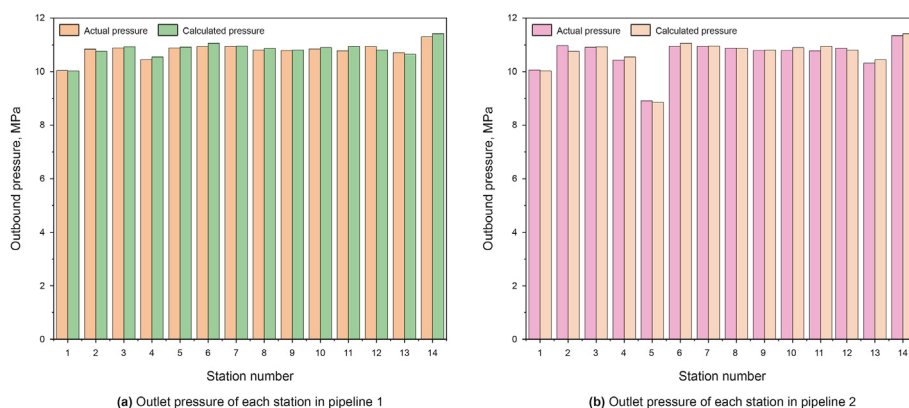 12
10
8
6
4
2
0
Outbound pressure, MPa
Actual pressure
Calculated pressure
1 2 3 4 5 6 7 8 9 10 11 12 13 14
Station number
(a) Outlet pressure of each station in pipeline 1
12
10
8
6
4
2
0
Outbound pressure, MPa
Actual pressure
Calculated pressure
1 2 3 4 5 6 7 8 9 10 11 12 13 14
Station number
(b) Outlet pressure of each station in pipeline 2